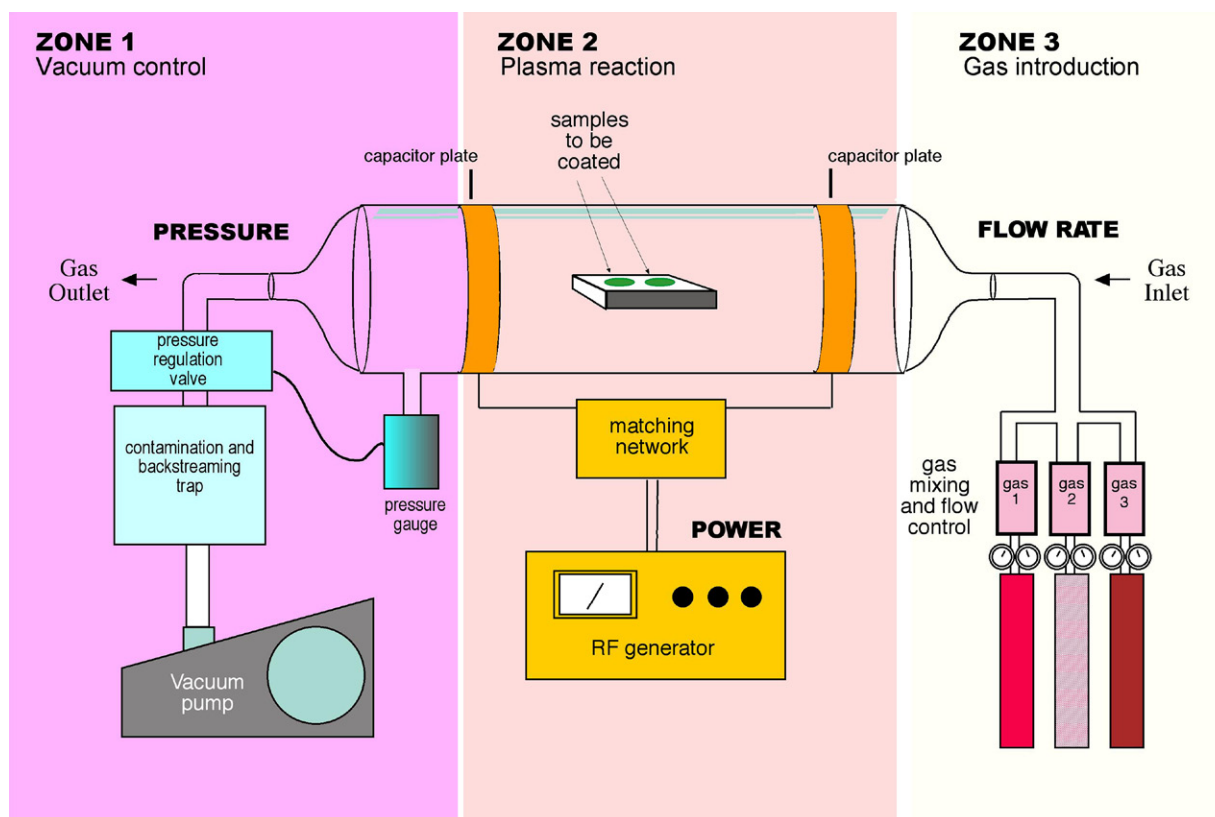 ZONE 1
Vacuum control
ZONE 2
Plasma reaction
ZONE 3
Gas introduction
samples
to be
coated
capacitor plate
capacitor plate
PRESSURE
FLOW RATE
Gas
Outlet
Gas
Inlet
pressure
regulation
valve
contamination and
backstreaming
trap
pressure
gauge
matching
network
gas
mixing
and flow
control
gas
1
gas
2
gas
3
POWER
RF generator
Vacuum
pump